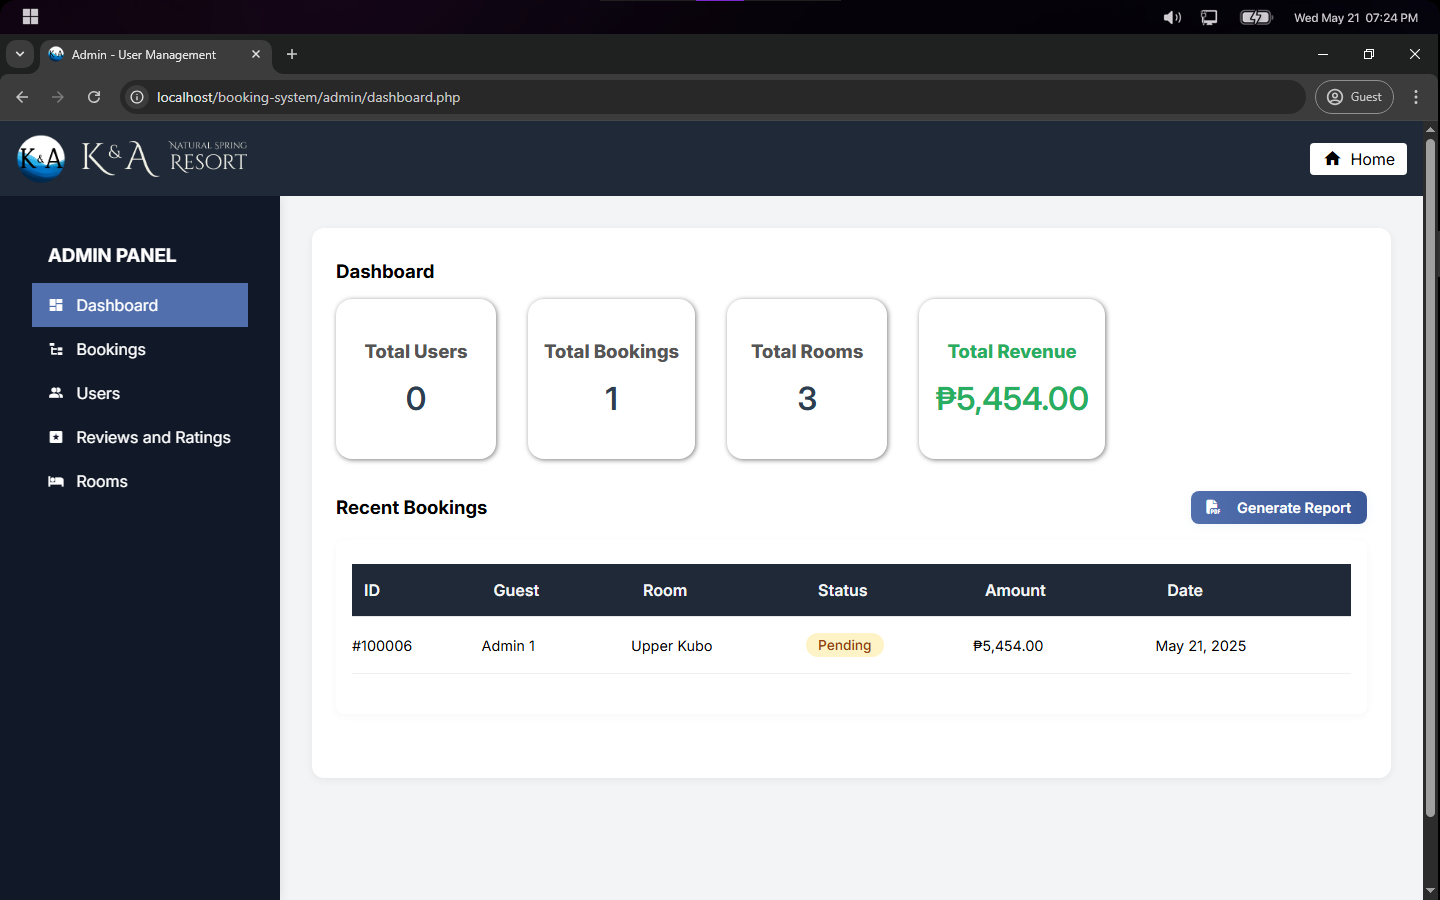 Wed May 21 07:24 PM
Admin - User Management
localhost/booking-system/admin/dashboard.php
Guest
K&A K & A NATURAL SPRING
RESORT
Home
ADMIN PANEL
Dashboard
Bookings
Users
Reviews and Ratings
Rooms
Dashboard
Total Users Total Bookings Total Rooms Total Revenue
0 1 3 ₱5,454.00
Recent Bookings
PDF Generate Report
ID Guest Room Status Amount Date
#100006 Admin 1 Upper Kubo Pending ₱5,454.00 May 21, 2025